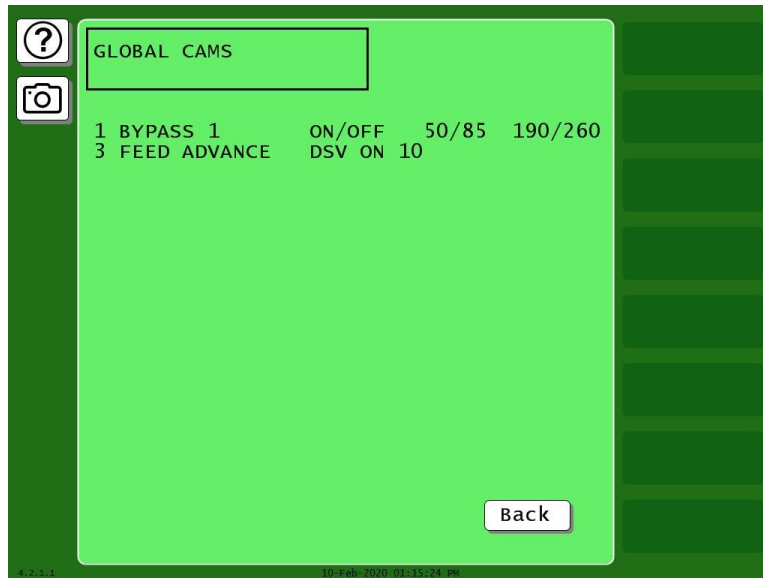 ?
GLOBAL CAMS
1 BYPASS 1 ON/OFF 50/85 190/260
3 FEED ADVANCE DSV ON 10
Back
4.2.1.1 10-Feb-2020 01:15:24 PM